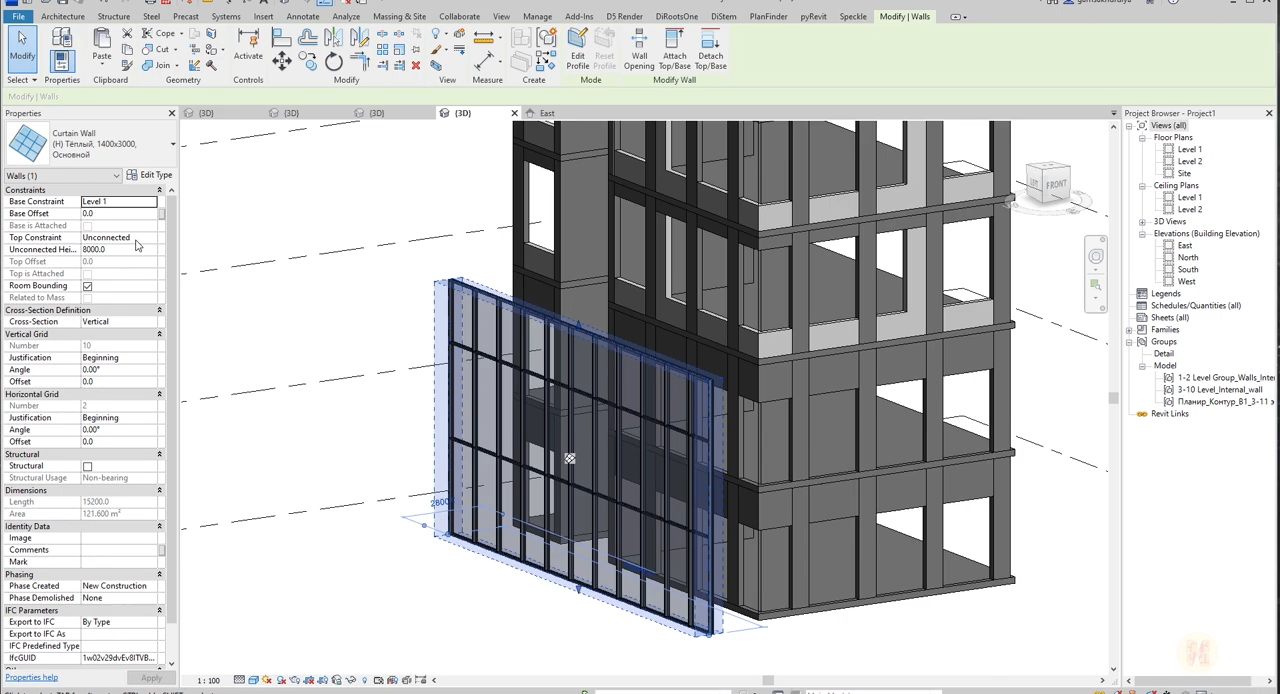 File Architecture Structure Steel Precast Systems Insert Annotate Analyze Massing & Site Collaborate View Manage Add-Ins D5 Render DiRootsOne DiStem PlanFinder pyRevit Speckle Modify | Walls
Modify Properties Paste Cope Cut Join Activate Edit Profile Reset Profile Wall Opening Attach Top/Base Detach Top/Base
Select Properties Clipboard Geometry Controls Modify View Measure Create Mode Modify Wall
Modify | Walls
Properties
(3D) (3D) (3D) (3D) East
Project Browser - Project1
Curtain Wall
(Н) Тёплый, 1400x3000,
Основной
Walls (1) Edit Type
Constraints
Base Constraint Level 1
Base Offset 0.0
Base is Attached
Top Constraint Unconnected
Unconnected Hei... 8000.0
Top Offset 0.0
Top is Attached
Room Bounding
Related to Mass
Cross-Section Definition
Cross-Section Vertical
Vertical Grid
Number 10
Justification Beginning
Angle 0.00°
Offset 0.0
Horizontal Grid
Number 2
Justification Beginning
Angle 0.00°
Offset 0.0
Structural
Structural
Structural Usage Non-bearing
Dimensions
Length 15200.0
Area 121.600 m²
Identity Data
Image
Comments
Mark
Phasing
Phase Created New Construction
Phase Demolished None
IFC Parameters
Export to IFC By Type
Export to IFC As
IFC Predefined Type
IfcGUID
Properties help Apply
2800
LEFT FRONT
Views (all)
Floor Plans
Level 1
Level 2
Site
Ceiling Plans
Level 1
Level 2
3D Views
Elevations (Building Elevation)
East
North
South
West
Legends
Schedules/Quantities (all)
Sheets (all)
Families
Groups
Detail
Model
1-2 Level Group_Walls_Inte
3-10 Level_Internal_wall
Планир_Контур_В1_3-11 э
Revit Links
1 : 100